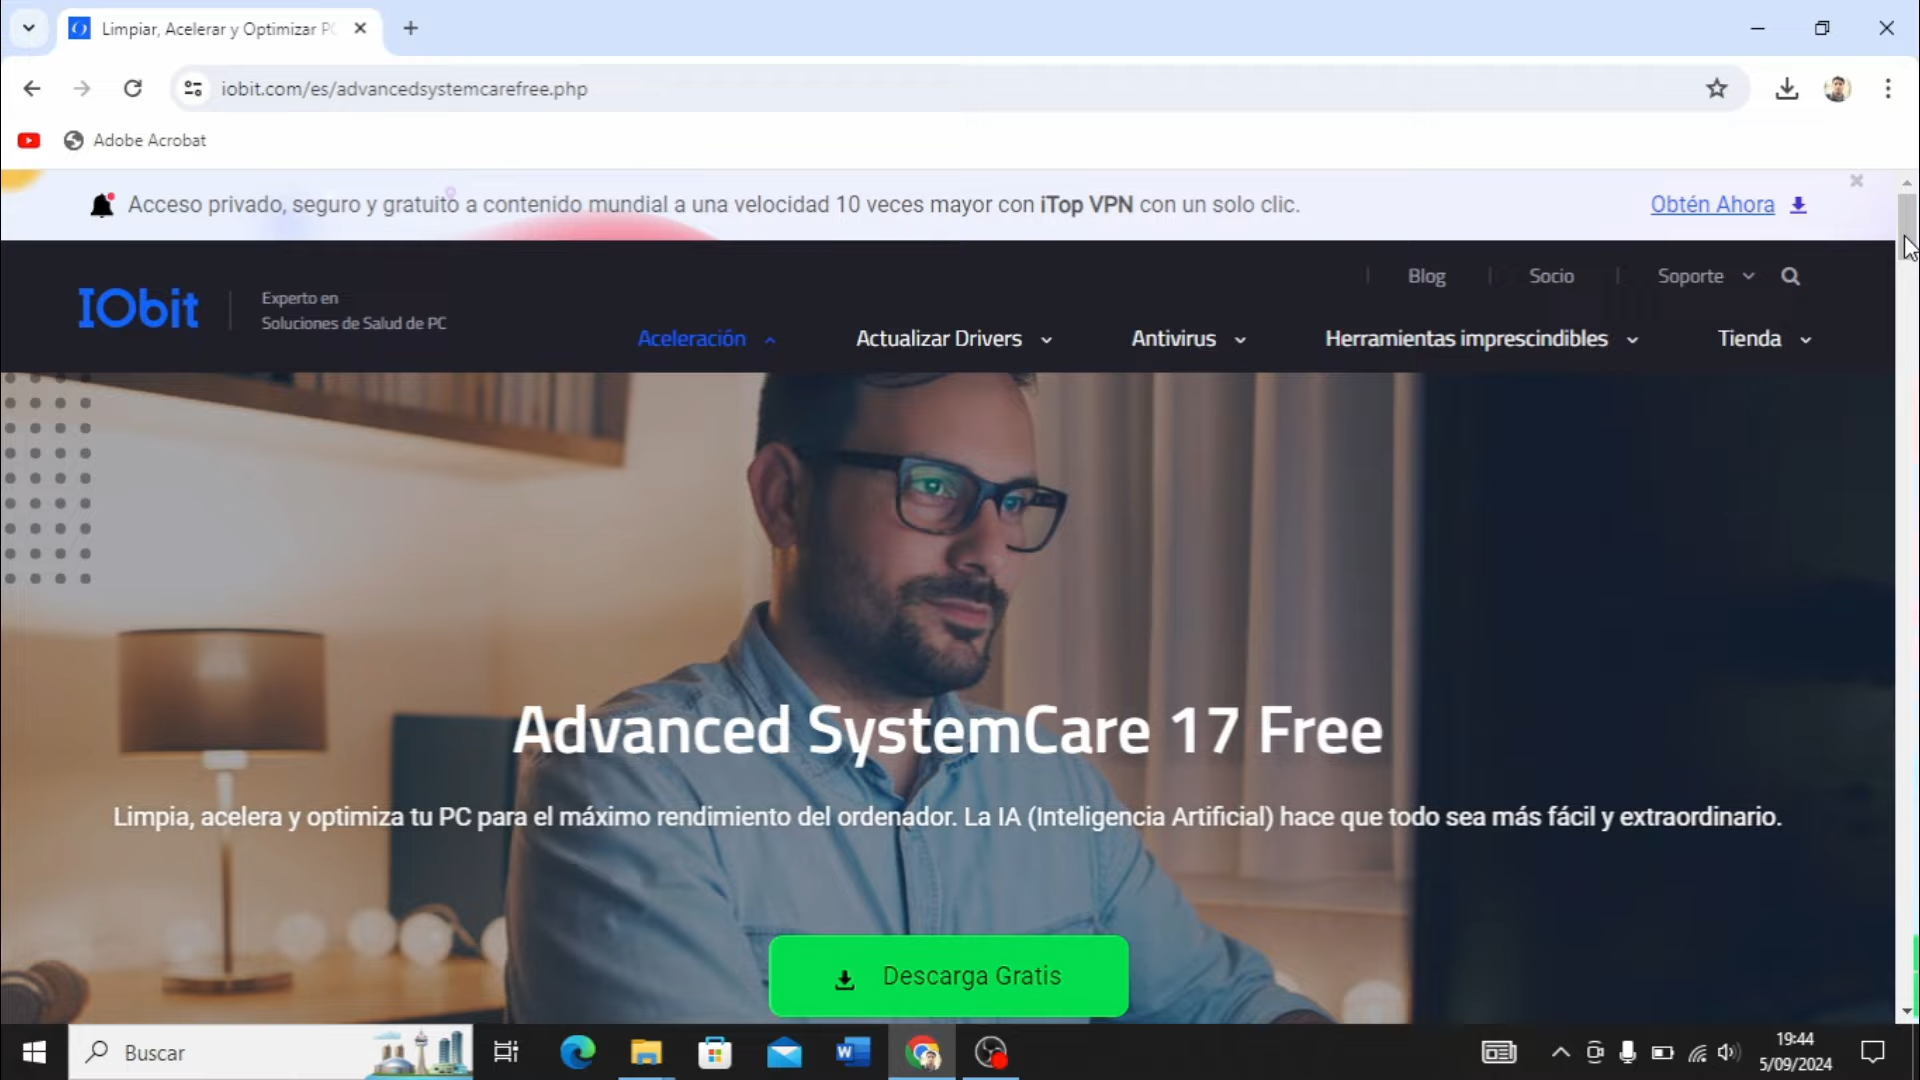 Limpiar, Acelerar y Optimizar PC
iobit.com/es/advancedsystemcarefree.php
Adobe Acrobat
Acceso privado, seguro y gratuito a contenido mundial a una velocidad 10 veces mayor con iTop VPN con un solo clic.
Obtén Ahora
Blog
Socio
Soporte
IObit
Experto en
Soluciones de Salud de PC
Aceleración
Actualizar Drivers
Antivirus
Herramientas imprescindibles
Tienda
Advanced SystemCare 17 Free
Limpia, acelera y optimiza tu PC para el máximo rendimiento del ordenador. La IA (Inteligencia Artificial) hace que todo sea más fácil y extraordinario.
Descarga Gratis
Buscar
W
19:44
5/09/2024